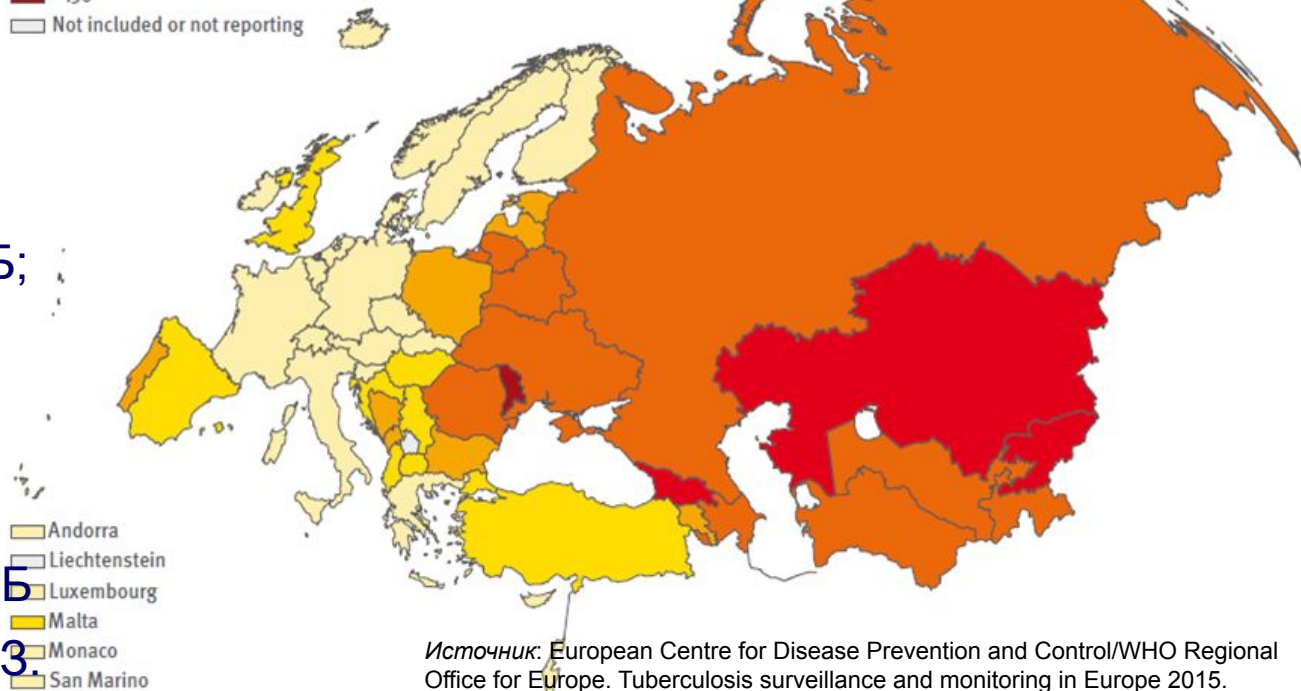 Not included or not reporting
Б;
Andorra
Liechtenstein
Б
Luxembourg
Malta
Monaco
З.
San Marino
Источник: European Centre for Disease Prevention and Control/WHO Regional
Office for Europe. Tuberculosis surveillance and monitoring in Europe 2015.